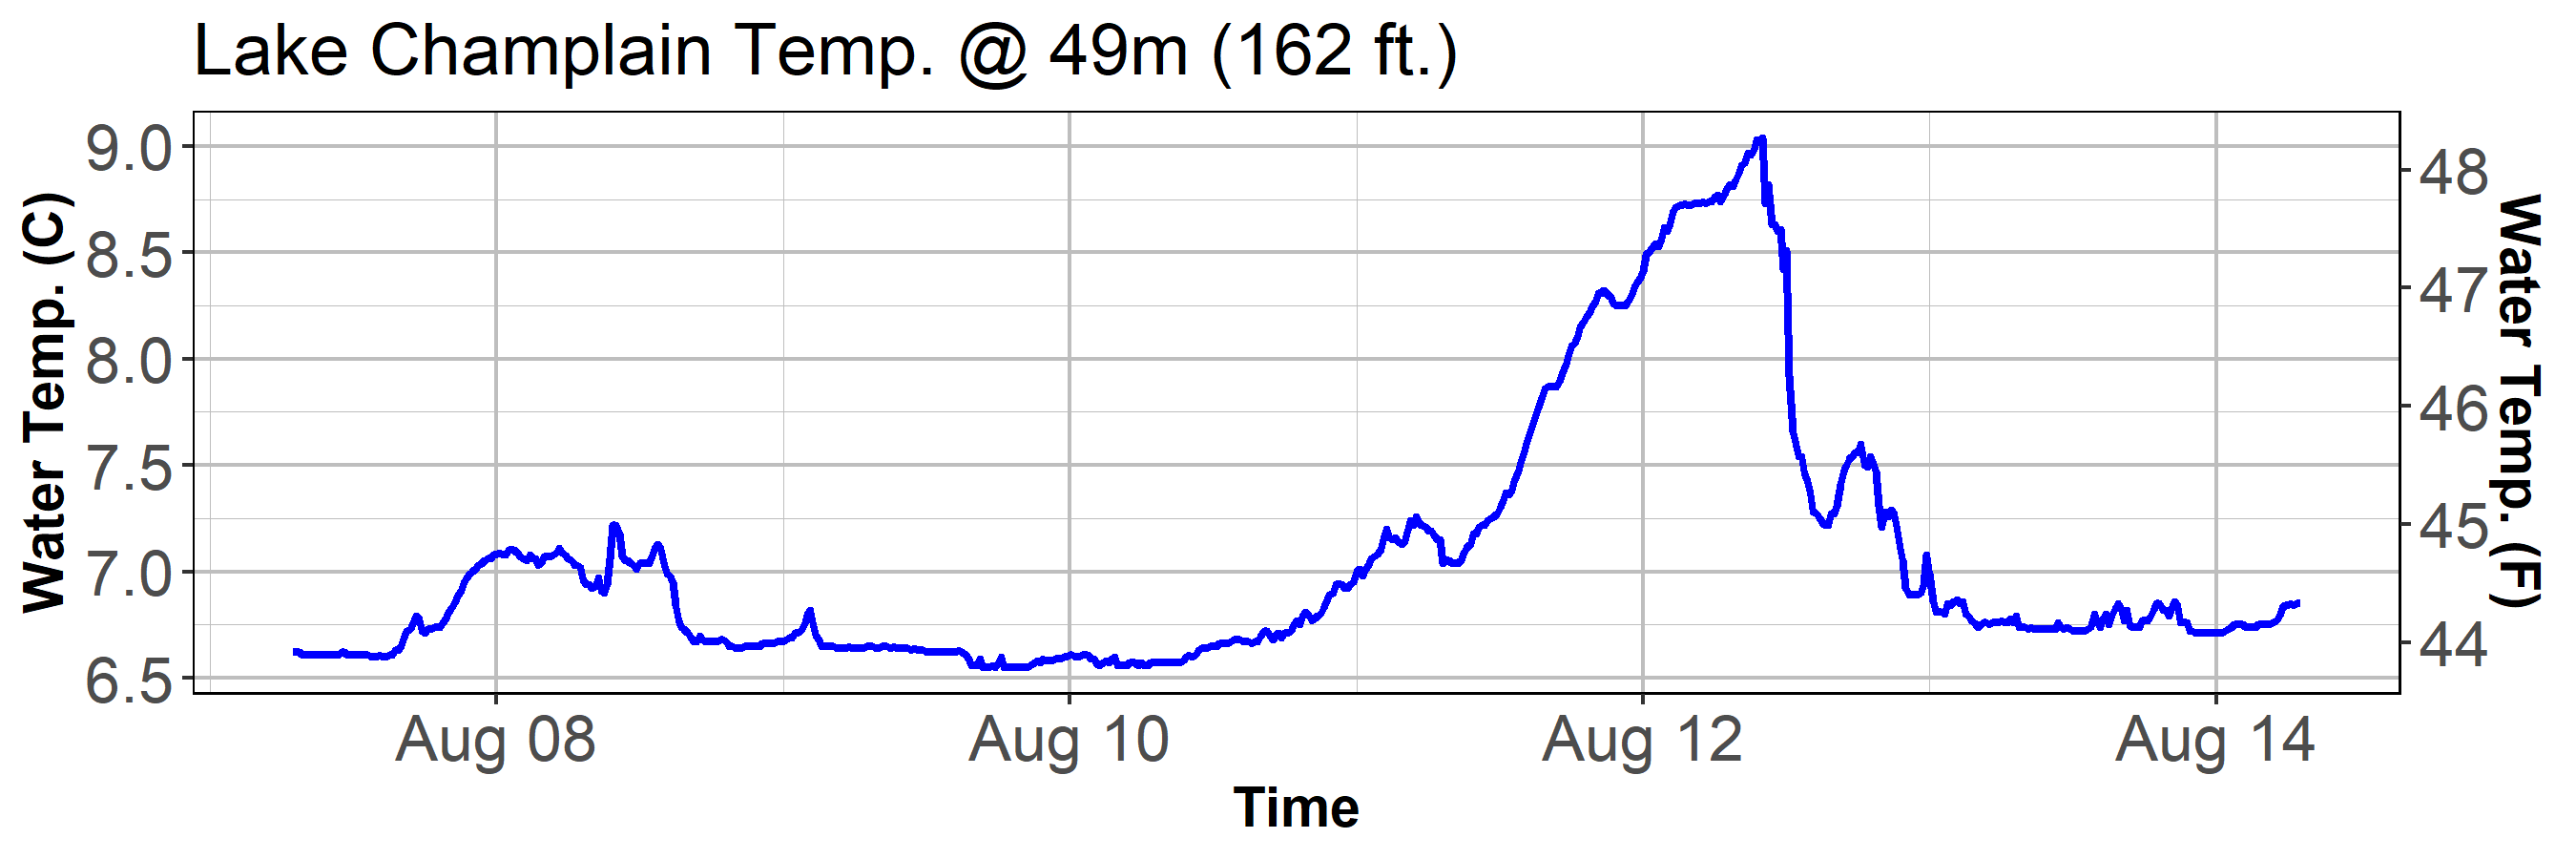 Lake Champlain Temp. @ 49m (162 ft.)
Water Temp. (C)
9.0
8.5
8.0
7.5
7.0
6.5
48
47
46
45
44
Water Temp. (F)
Aug 08
Aug 10
Aug 12
Aug 14
Time